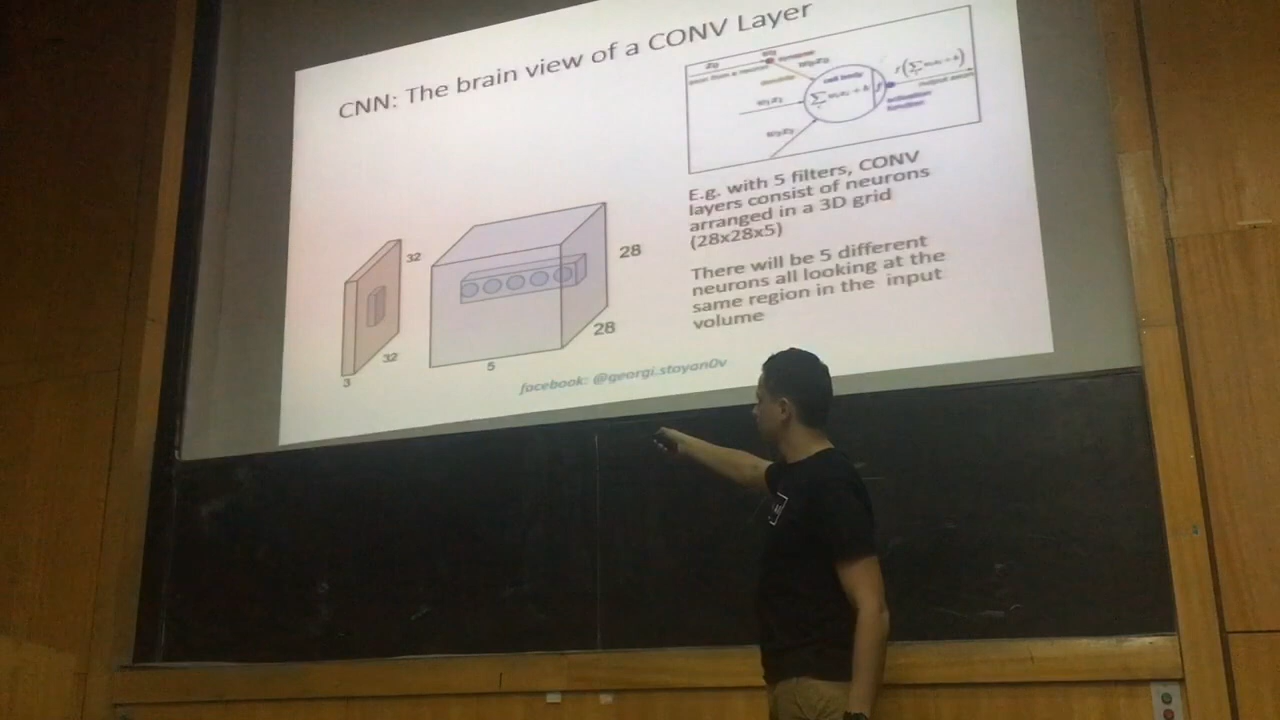 CNN: The brain view of a CONV Layer
cell body
E.g. with 5 filters, CONV
layers consist of neurons
arranged in a 3D grid
(28x28x5)
There will be 5 different
neurons all looking at the
same region in the input
volume
32
32
3
28
28
5
facebook: @georgi.stoyan0v